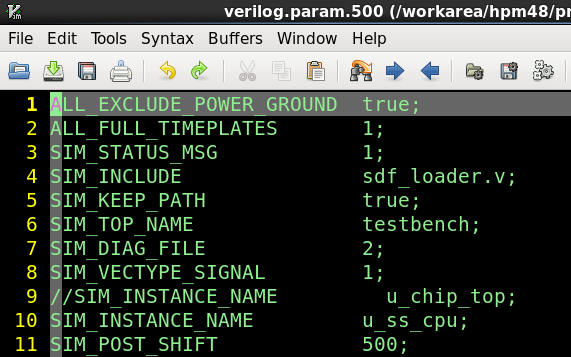 verilog.param.500 (/workarea/hpm48/pr
File Edit Tools Syntax Buffers Window Help
1 ALL_EXCLUDE_POWER_GROUND true;
2 ALL_FULL_TIMEPLATES 1;
3 SIM_STATUS_MSG 1;
4 SIM_INCLUDE sdf_loader.v;
5 SIM_KEEP_PATH true;
6 SIM_TOP_NAME testbench;
7 SIM_DIAG_FILE 2;
8 SIM_VECTYPE_SIGNAL 1;
9 //SIM_INSTANCE_NAME u_chip_top;
10 SIM_INSTANCE_NAME u_ss_cpu;
11 SIM_POST_SHIFT 500;